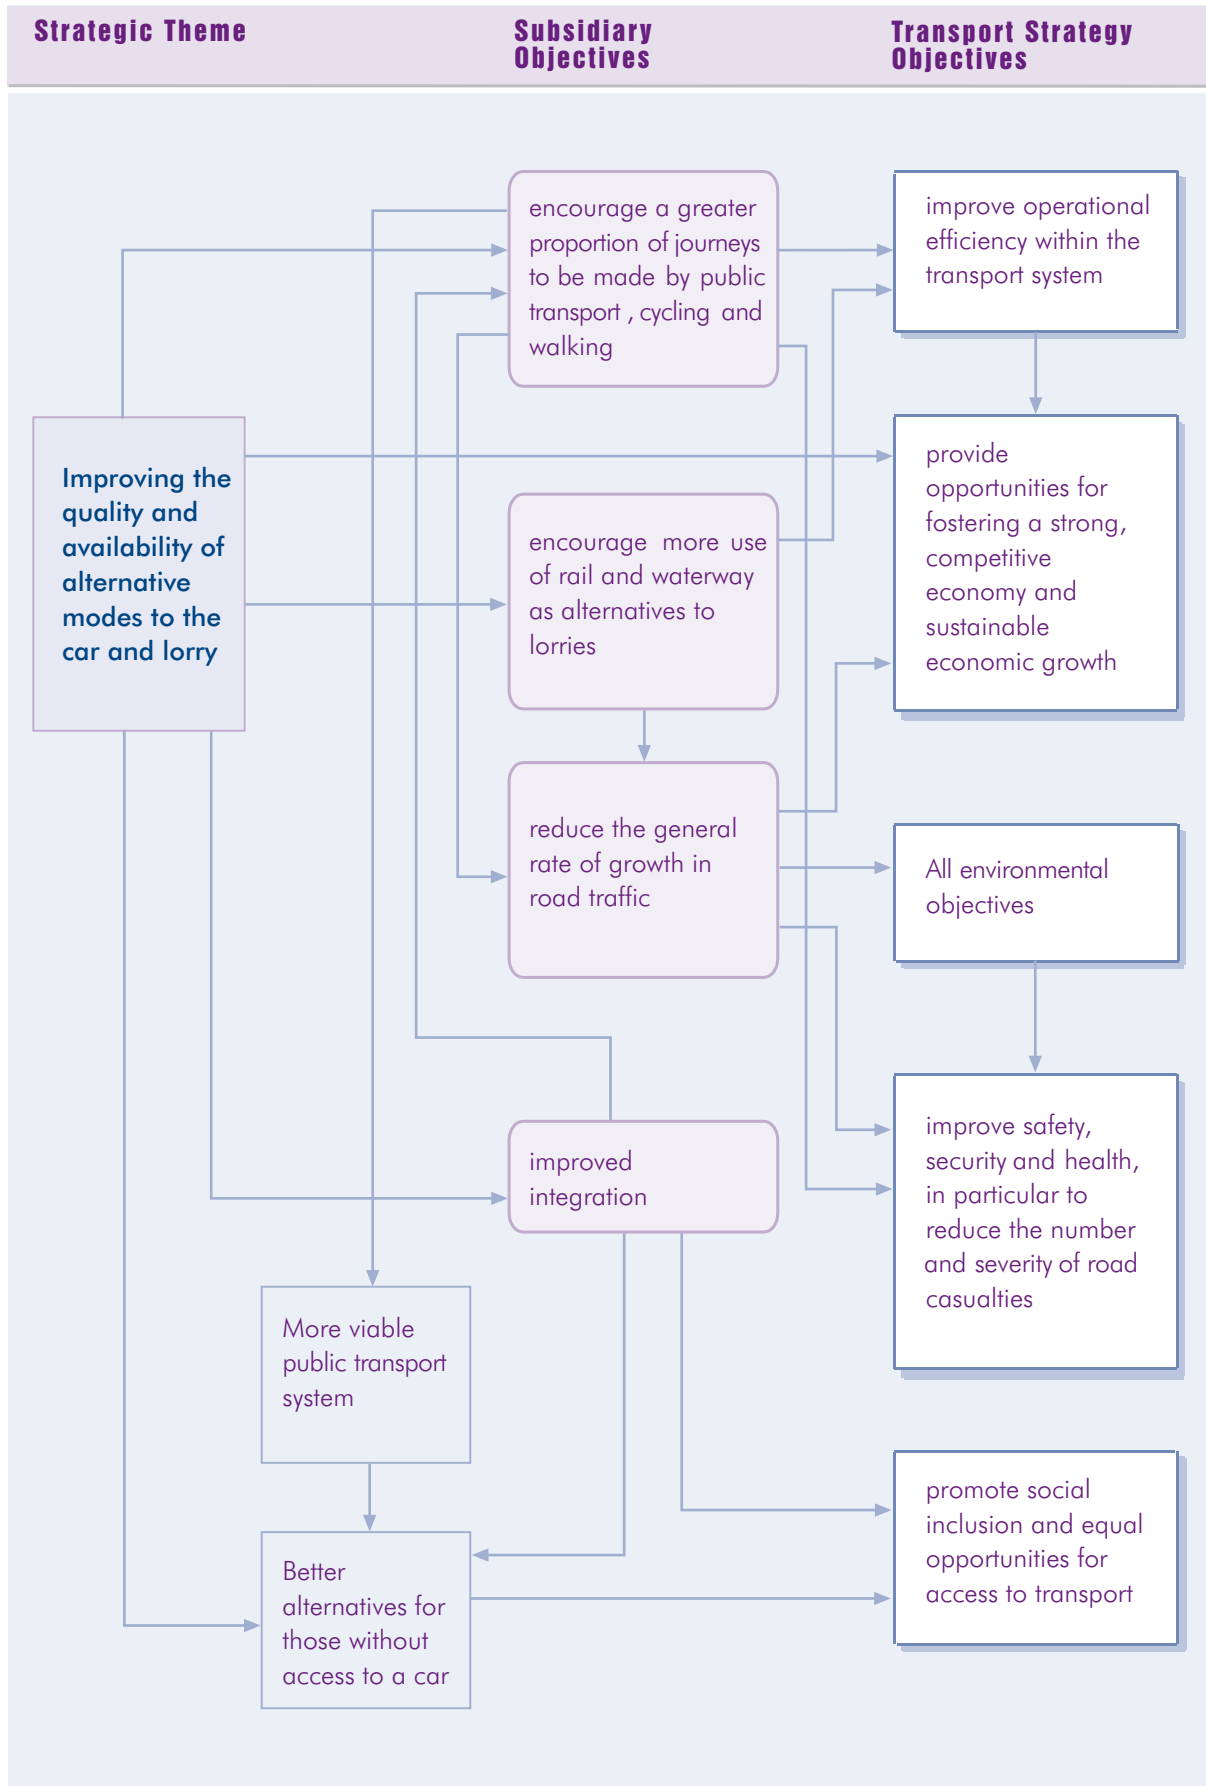 Strategic Theme
Subsidiary
Objectives
Transport Strategy
Objectives
encourage a greater
proportion of journeys
to be made by public
transport , cycling and
walking
improve operational
efficiency within the
transport system
Improving the
quality and
availability of
alternative
modes to the
car and lorry
provide
opportunities for
fostering a strong,
competitive
economy and
sustainable
economic growth
encourage more use
of rail and waterway
as alternatives to
lorries
reduce the general
rate of growth in
road traffic
All environmental
objectives
improved
integration
improve safety,
security and health,
in particular to
reduce the number
and severity of road
casualties
More viable
public transport
system
Better
alternatives for
those without
access to a car
promote social
inclusion and equal
opportunities for
access to transport